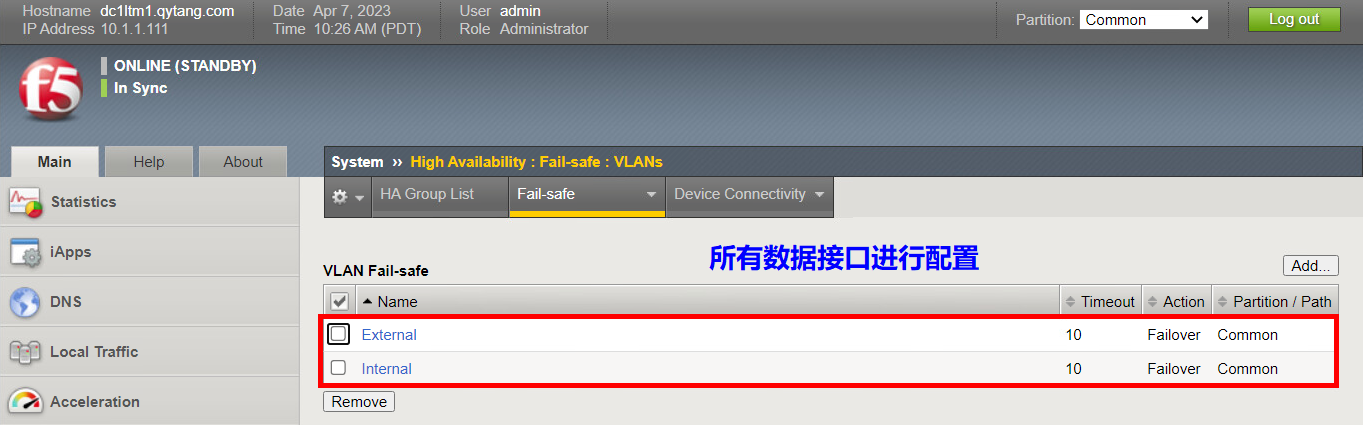 Hostname dc1ltm1.qytang.com Date Apr 7, 2023 User admin
IP Address 10.1.1.111 Time 10:26 AM (PDT) Role Administrator
Partition: Common Log out
f5
ONLINE (STANDBY)
In Sync
Main Help About
System ›› High Availability : Fail-safe : VLANs
HA Group List Fail-safe Device Connectivity
Statistics
iApps
DNS
Local Traffic
Acceleration
所有数据接口进行配置
VLAN Fail-safe Add...
Name Timeout Action Partition / Path
External 10 Failover Common
Internal 10 Failover Common
Remove